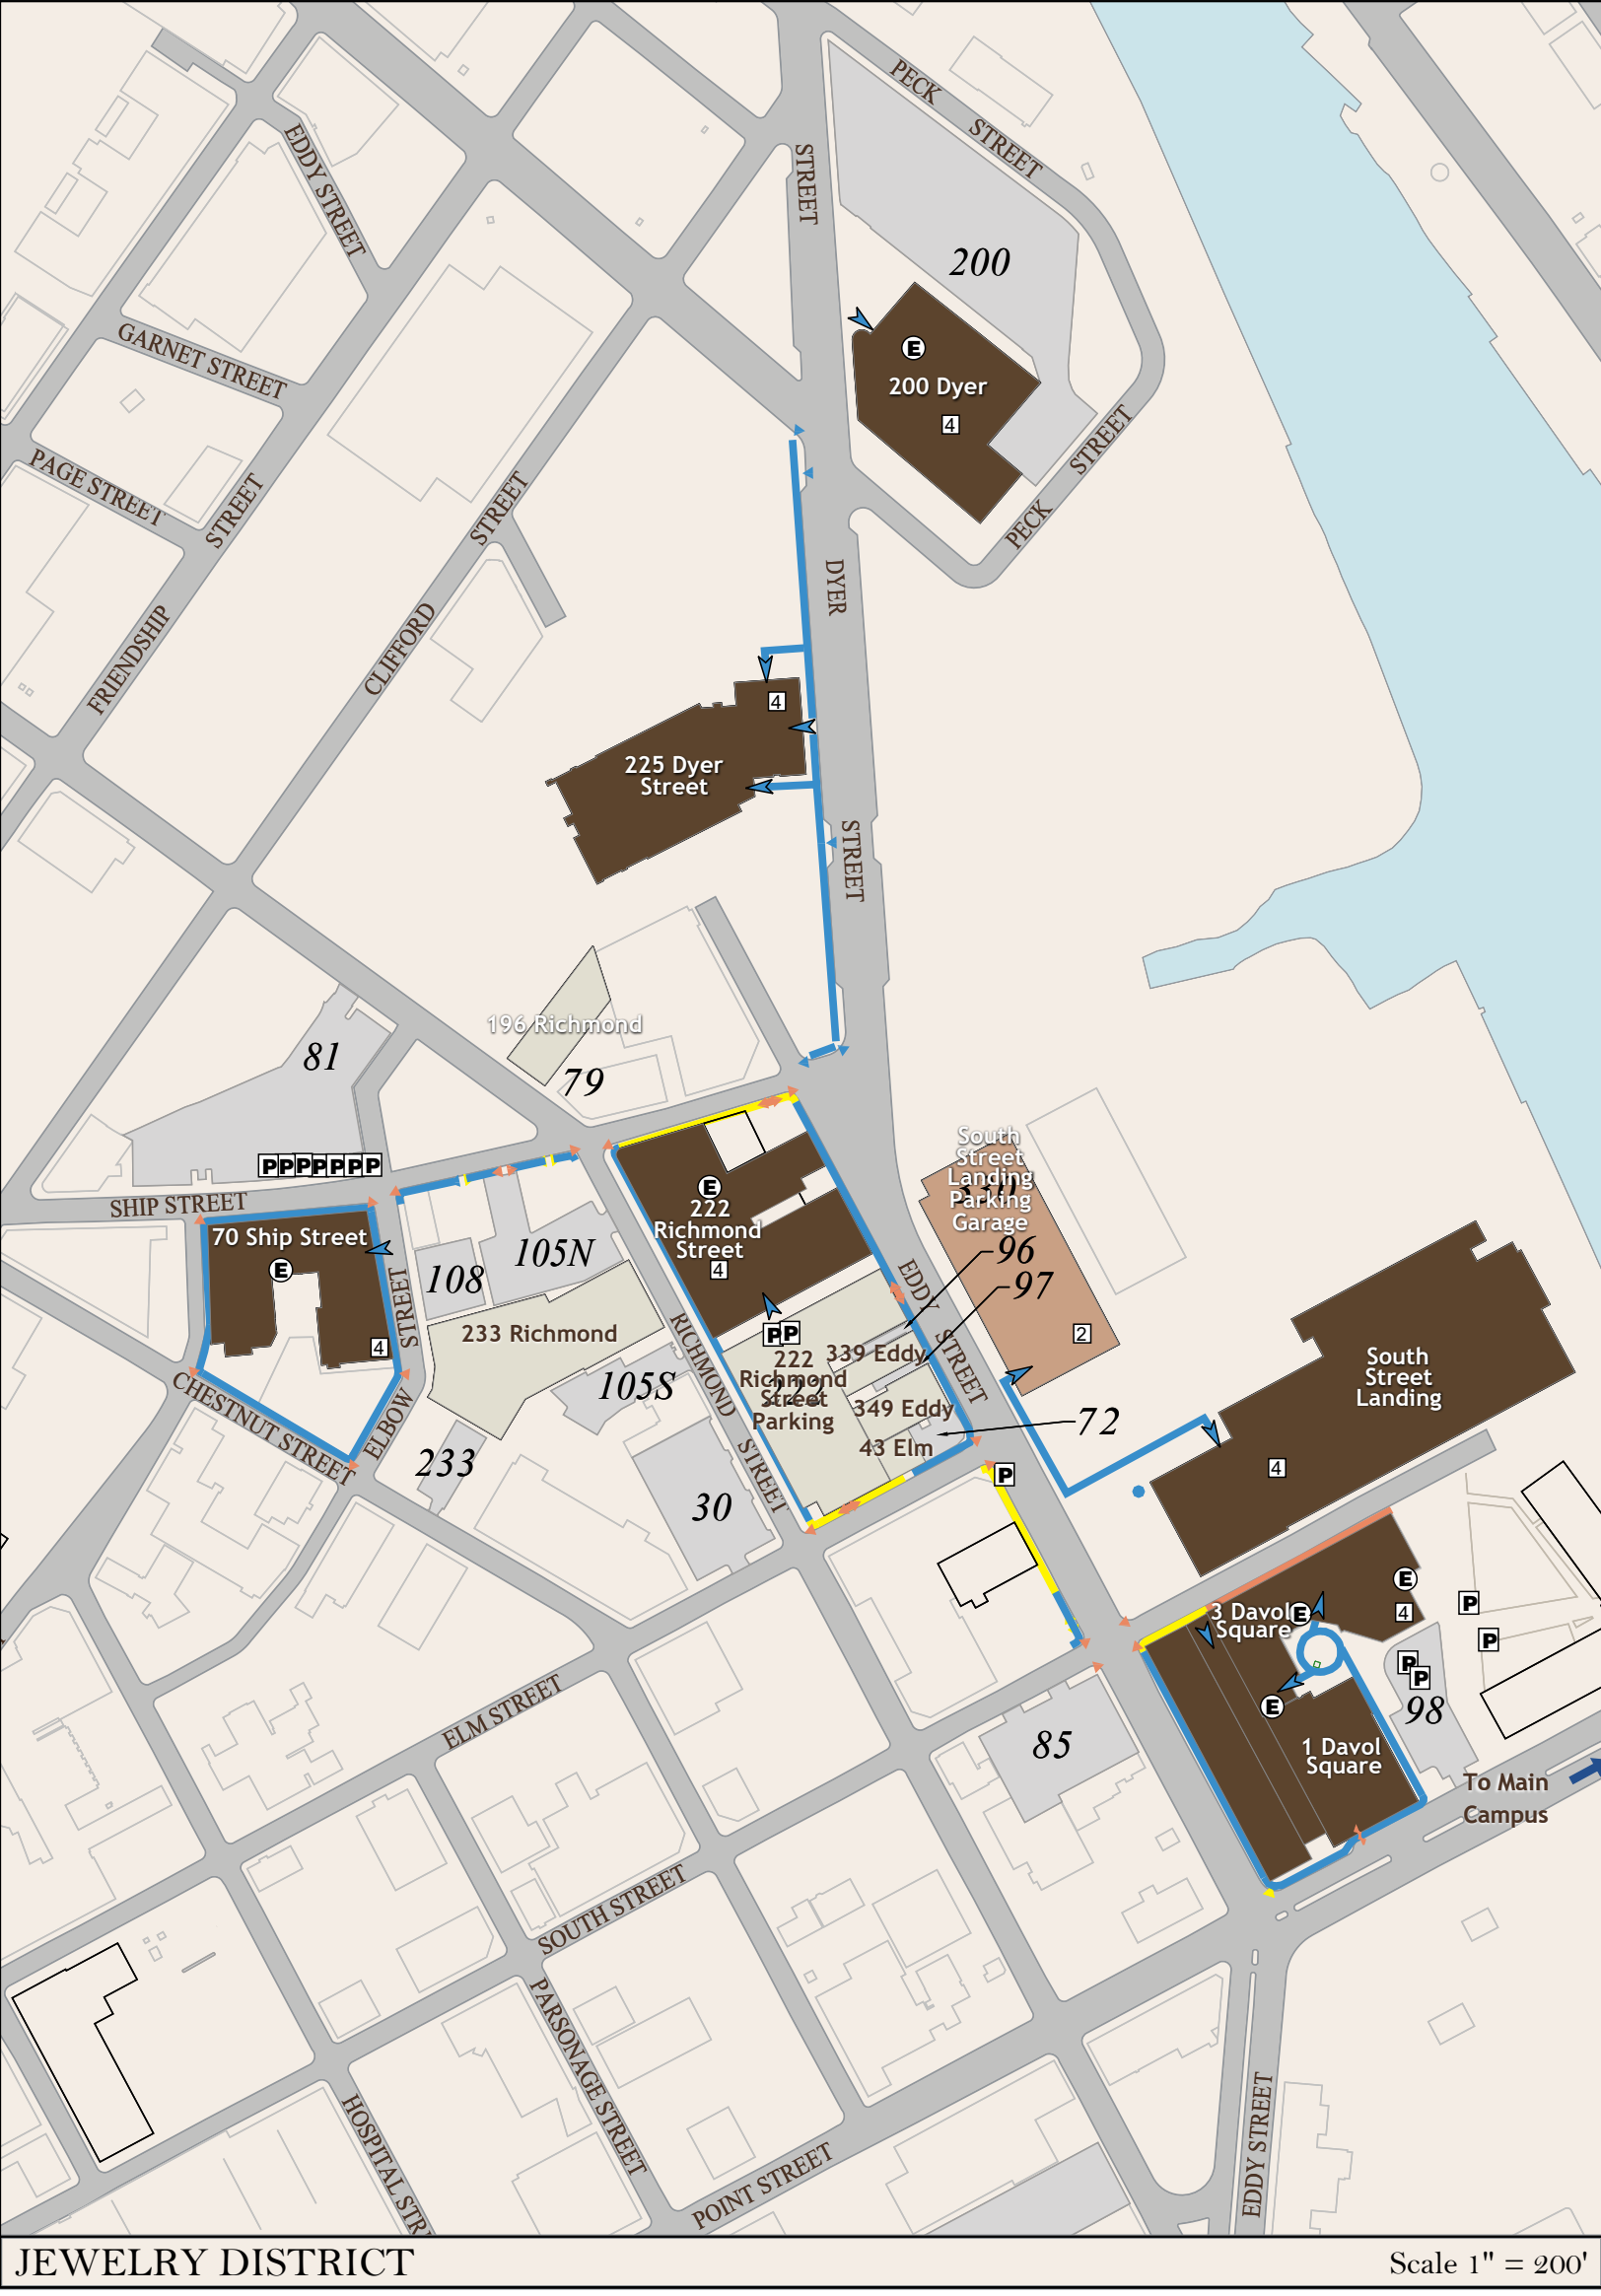 PECK
STREET
EDDY STREET
STREET
200
GARNET STREET
E
200 Dyer
4
PECK
STREET
PAGE STREET
STREET
STREET
DYER
FRIENDSHIP
CLIFFORD
4
225 Dyer
Street
STREET
196 Richmond
81
79
South
Street
Landing
Parking
Garage
330
P P P P P P P
SHIP STREET
E
222
Richmond
Street
4
70 Ship Street
E
105N
108
96
97
EDDY
STREET
STREET
4
233 Richmond
RICHMOND
STREET
P P
339 Eddy
2
222
Richmond
Street
Parking
222
South
Street
Landing
CHESTNUT STREET
ELBOW
105S
349 Eddy
72
43 Elm
233
30
P
4
E
3 Davol
Square
E
4
P
P
P
P
E
98
ELM STREET
85
1 Davol
Square
To Main
Campus
SOUTH STREET
PARSONAGE STREET
HOSPITAL STR
POINT STREET
EDDY STREET
JEWELRY DISTRICT
Scale 1" = 200'